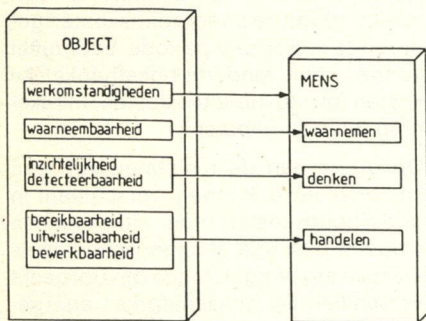 OBJECT
werkomstandigheden
waarneembaarheid
inzichtelijkheid
detecteerbaarheid
bereikbaarheid
uitwisselbaarheid
bewerkbaarheid
MENS
waarnemen
denken
handelen